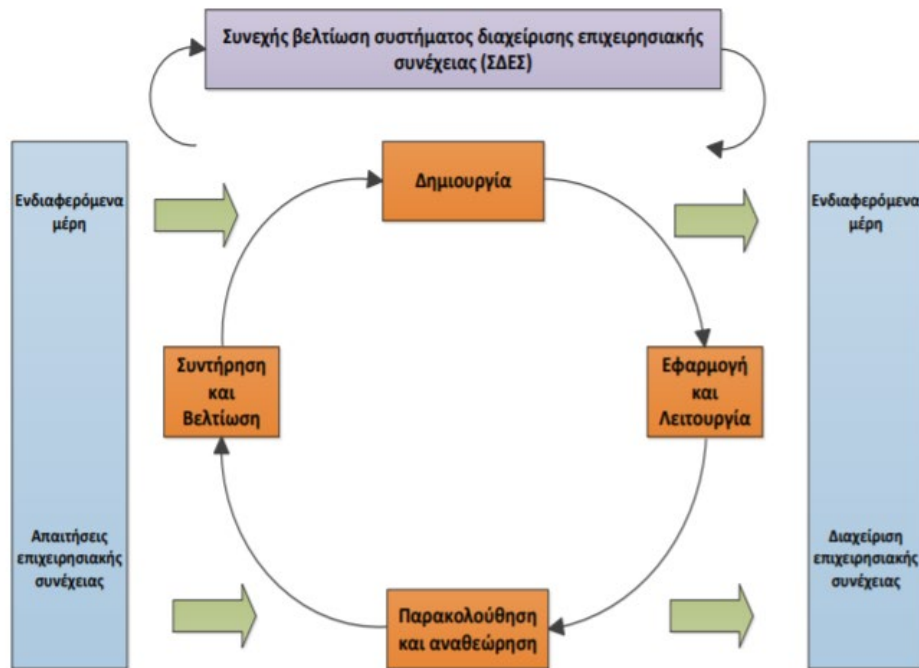 Συνεχής βελτίωση συστήματος διαχείρισης επιχειρησιακής
συνέχειας (ΣΔΕΣ)
Ενδιαφερόμενα
μέρη
Δημιουργία
Ενδιαφερόμενα
μέρη
Συντήρηση
και
Βελτίωση
Εφαρμογή
και
Λειτουργία
Απαιτήσεις
επιχειρησιακής
συνέχειας
Διαχείριση
επιχειρησιακής
συνέχειας
Παρακολούθηση
και αναθεώρηση